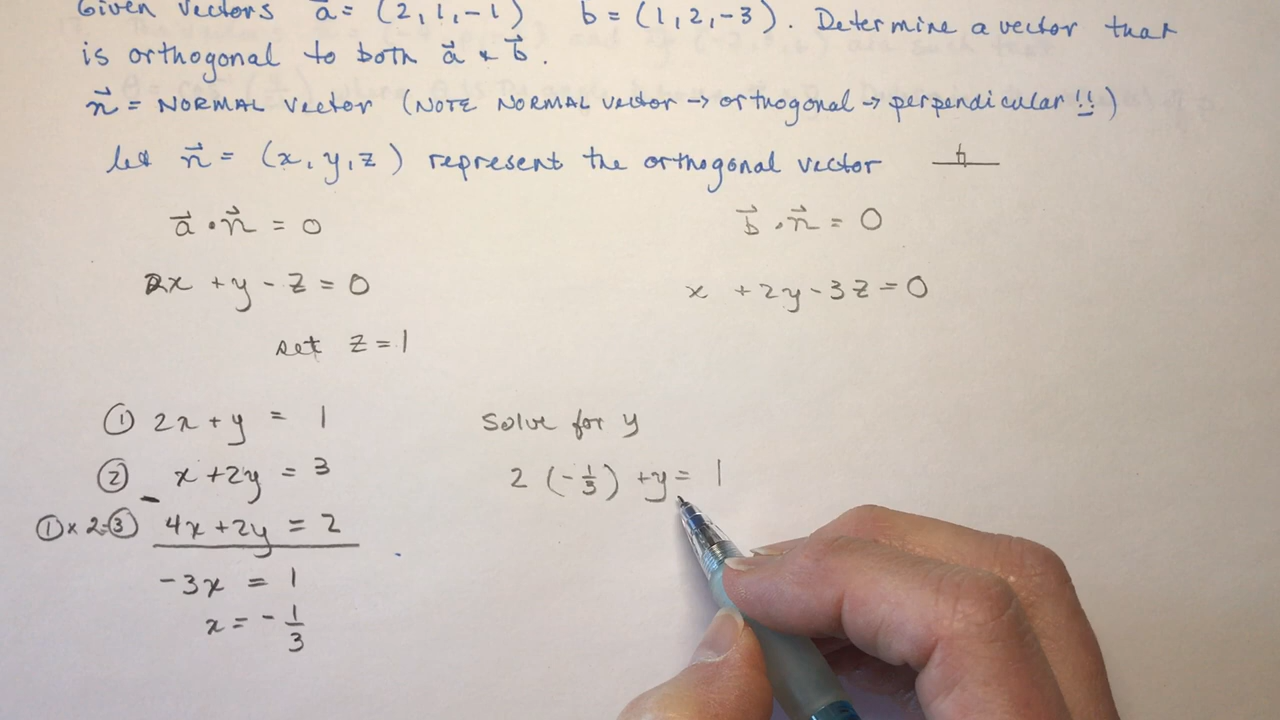 Given vectors a⃗ = (2, 1, -1) b = (1, 2, -3). Determine a vector that
is orthogonal to both a⃗ & b⃗.
n⃗ = NORMAL vector (NOTE NORMAL vector → orthogonal → perpendicular!!)
let n⃗ = (x, y, z) represent the orthogonal vector
a⃗ · n⃗ = 0
2x + y - z = 0
set z = 1
b⃗ · n⃗ = 0
x + 2y - 3z = 0
① 2x + y = 1
② x + 2y = 3
① x 2 = ③ - 4x + 2y = 2
-3x = 1
x = - 1/3
Solve for y
2 (- 1/3) + y = 1